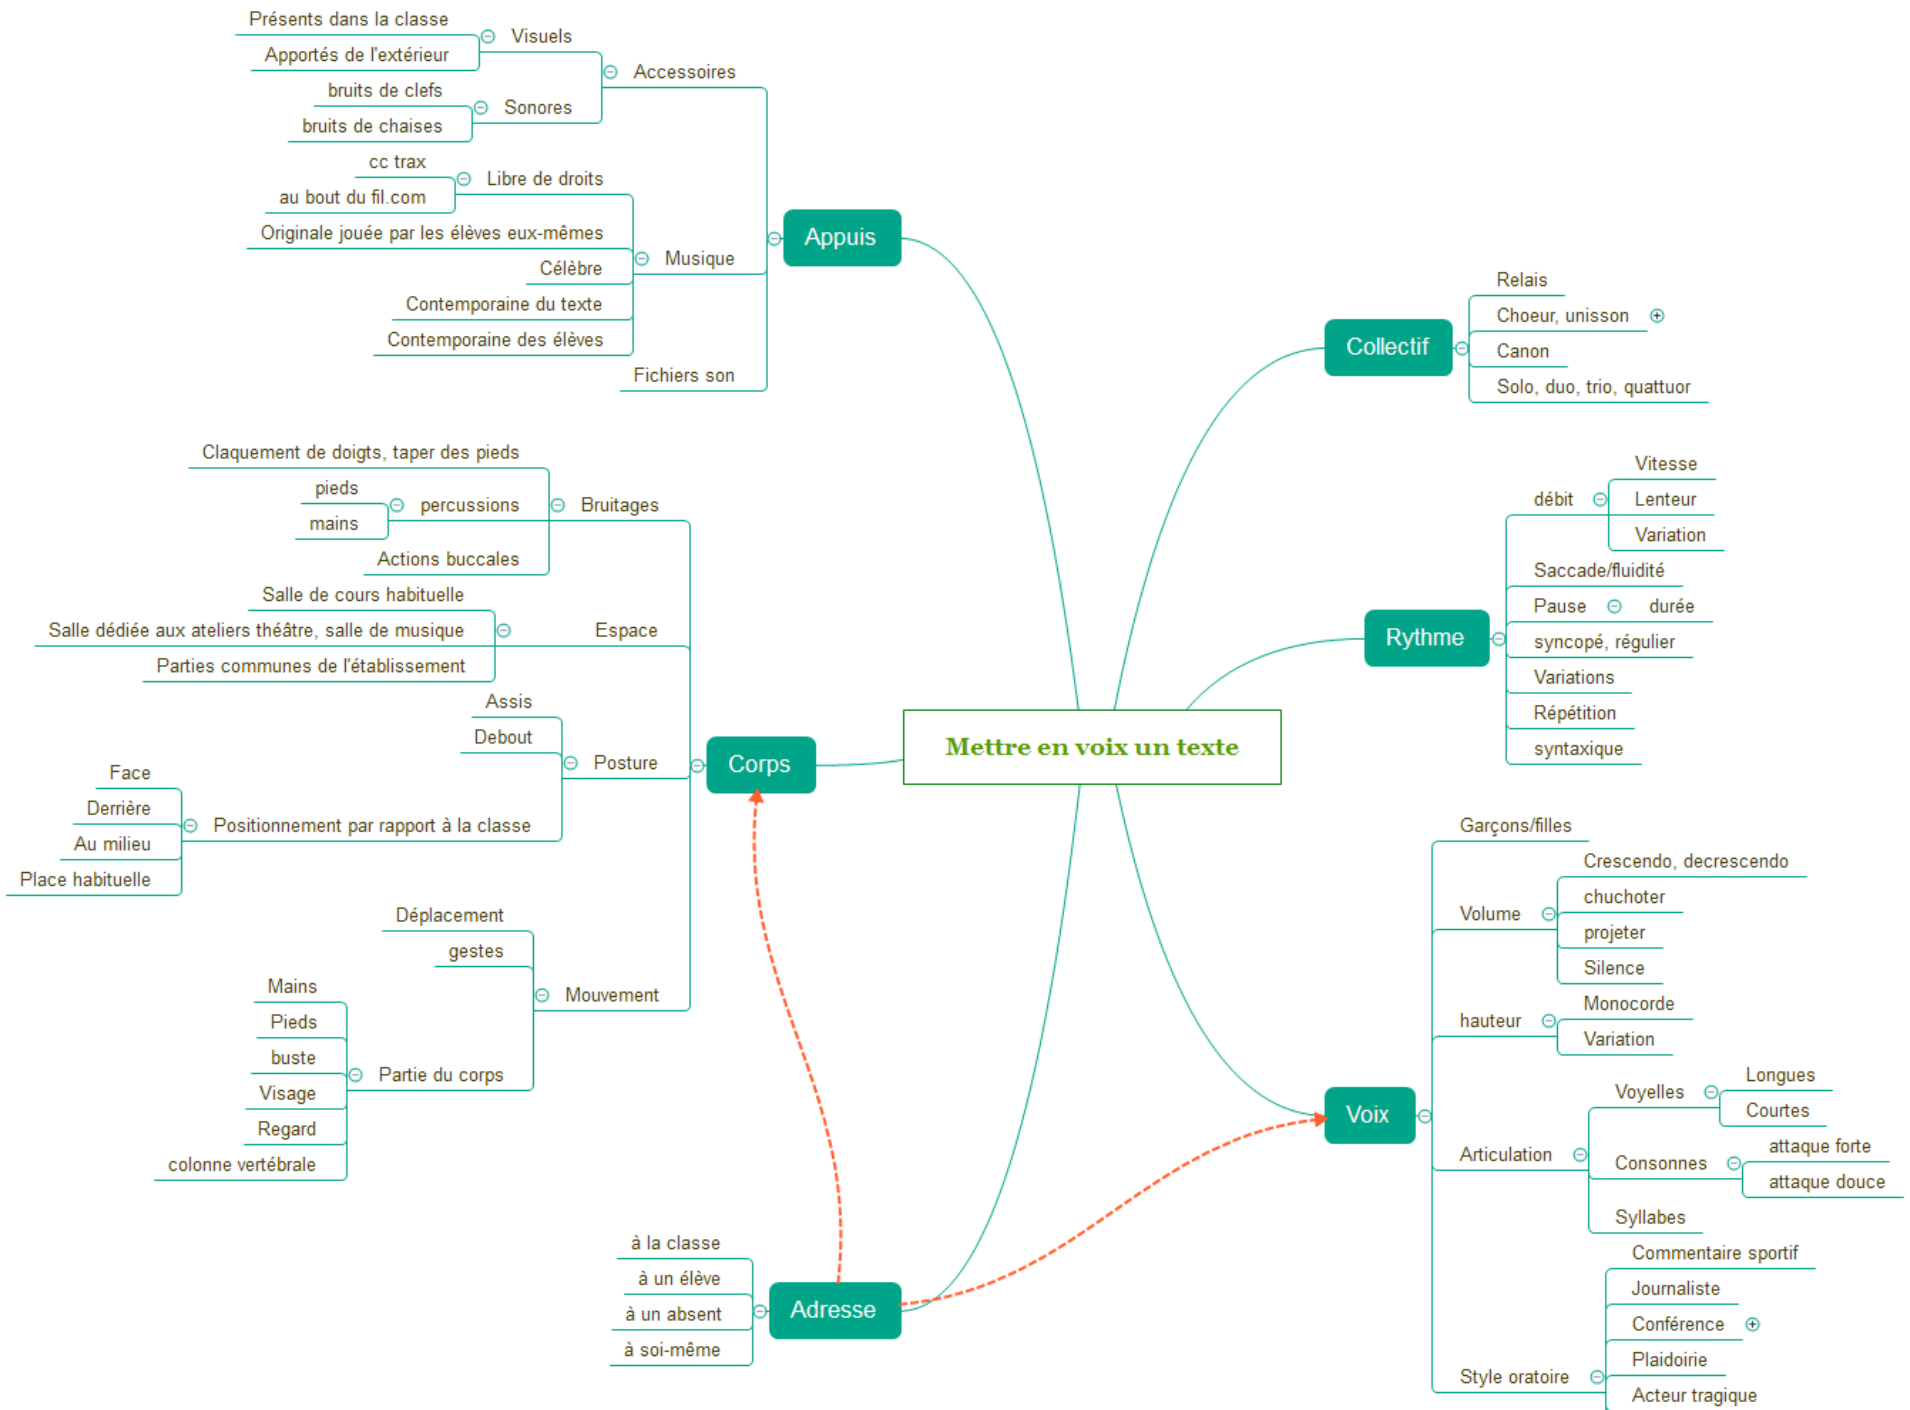 Mettre en voix un texte
Appuis
Accessoires
Visuels
Présents dans la classe
Apportés de l'extérieur
Sonores
bruits de clefs
bruits de chaises
Musique
Libre de droits
cc trax
au bout du fil.com
Originale jouée par les élèves eux-mêmes
Célèbre
Contemporaine du texte
Contemporaine des élèves
Fichiers son
Corps
Bruitages
Claquement de doigts, taper des pieds
percussions
pieds
mains
Actions buccales
Espace
Salle de cours habituelle
Salle dédiée aux ateliers théâtre, salle de musique
Parties communes de l'établissement
Posture
Assis
Debout
Positionnement par rapport à la classe
Face
Derrière
Au milieu
Place habituelle
Mouvement
Déplacement
gestes
Partie du corps
Mains
Pieds
buste
Visage
Regard
colonne vertébrale
Adresse
à la classe
à un élève
à un absent
à soi-même
Collectif
Relais
Choeur, unisson
Canon
Solo, duo, trio, quattuor
Rythme
débit
Vitesse
Lenteur
Variation
Saccade/fluidité
Pause
durée
syncopé, régulier
Variations
Répétition
syntaxique
Voix
Garçons/filles
Volume
Crescendo, decrescendo
chuchoter
projeter
Silence
hauteur
Monocorde
Variation
Articulation
Voyelles
Longues
Courtes
Consonnes
attaque forte
attaque douce
Syllabes
Style oratoire
Commentaire sportif
Journaliste
Conférence
Plaidoirie
Acteur tragique